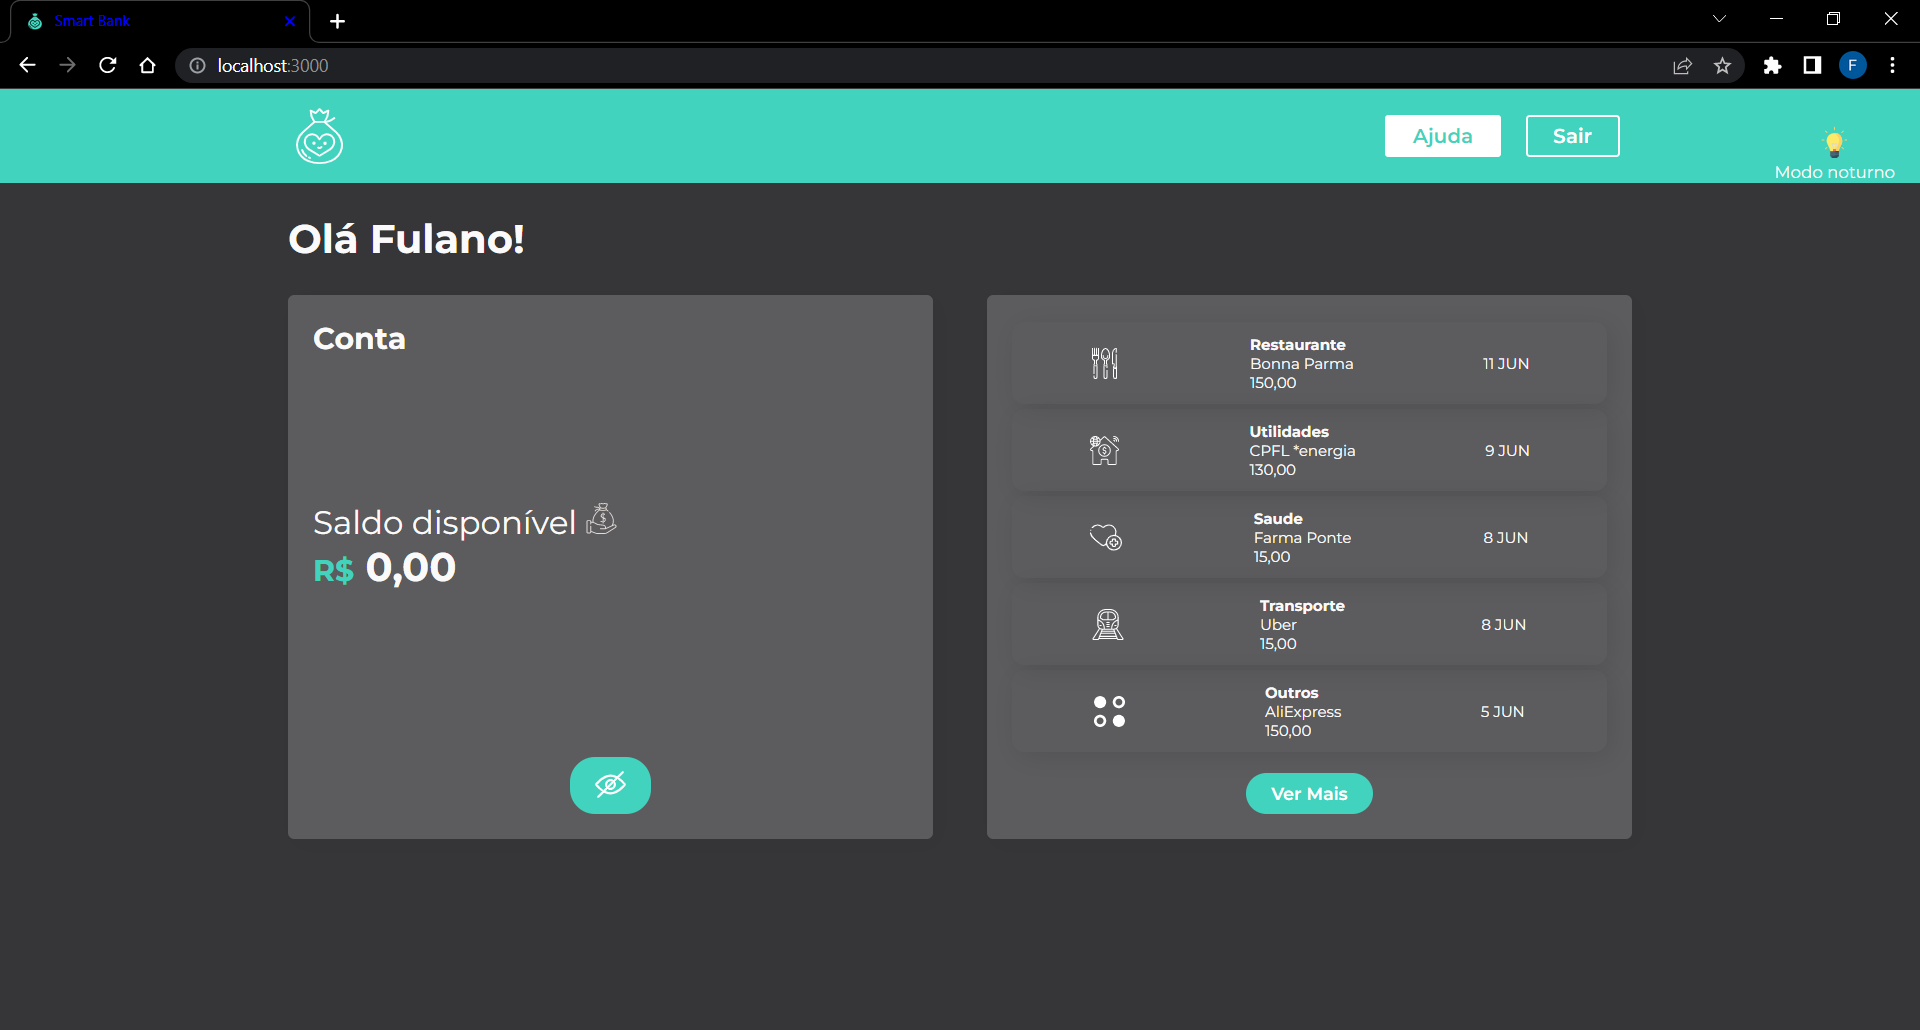 Smart Bank
localhost:3000
F
Ajuda
Sair
Modo noturno
Olá Fulano!
Conta
Saldo disponível
R$ 0,00
Restaurante
Bonna Parma
150,00
11 JUN
Utilidades
CPFL *energia
130,00
9 JUN
Saude
Farma Ponte
15,00
8 JUN
Transporte
Uber
15,00
8 JUN
Outros
AliExpress
150,00
5 JUN
Ver Mais